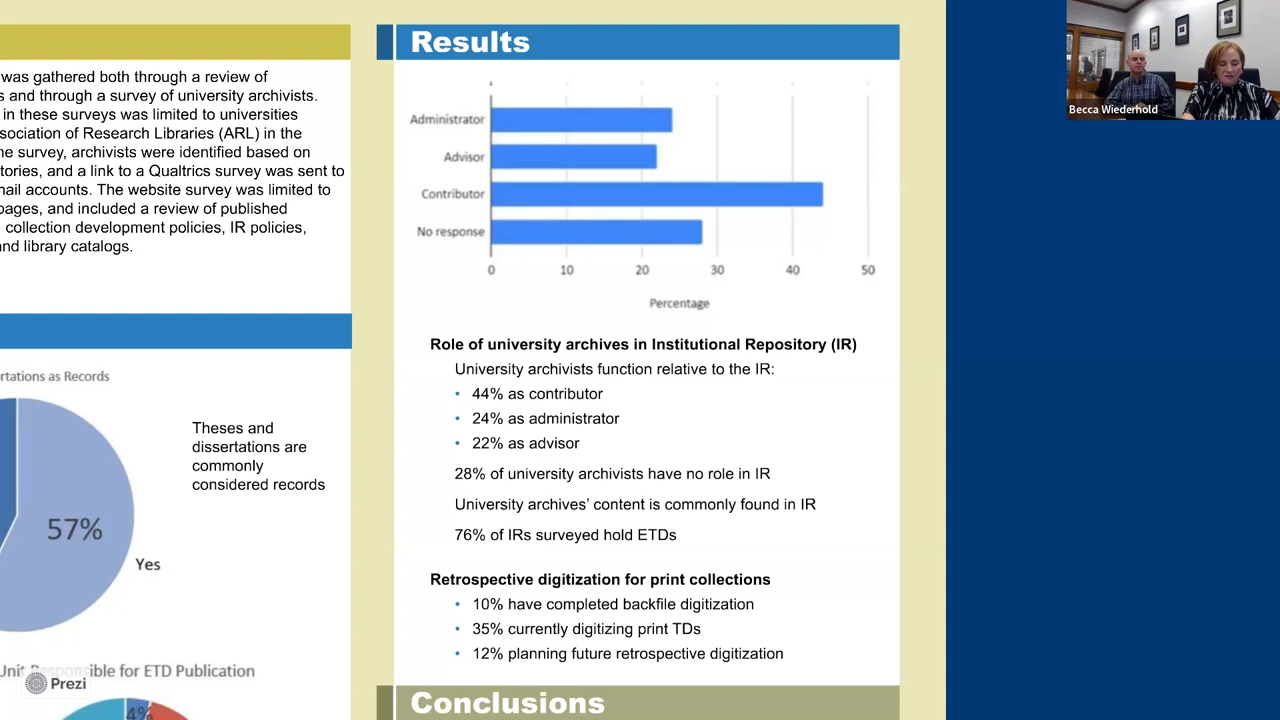 was gathered both through a review of
s and through a survey of university archivists.
in these surveys was limited to universities
sociation of Research Libraries (ARL) in the
he survey, archivists were identified based on
tories, and a link to a Qualtrics survey was sent to
nail accounts. The website survey was limited to
pages, and included a review of published
collection development policies, IR policies,
and library catalogs.
rtations as Records
Theses and
dissertations are
commonly
considered records
57%
Yes
Unit Responsible for ETD Publication
Prezi
4%
Results
Administrator
Advisor
Contributor
No response
0 10 20 30 40 50
Percentage
Role of university archives in Institutional Repository (IR)
University archivists function relative to the IR:
• 44% as contributor
• 24% as administrator
• 22% as advisor
28% of university archivists have no role in IR
University archives’ content is commonly found in IR
76% of IRs surveyed hold ETDs
Retrospective digitization for print collections
• 10% have completed backfile digitization
• 35% currently digitizing print TDs
• 12% planning future retrospective digitization
Conclusions
Becca Wiederhold